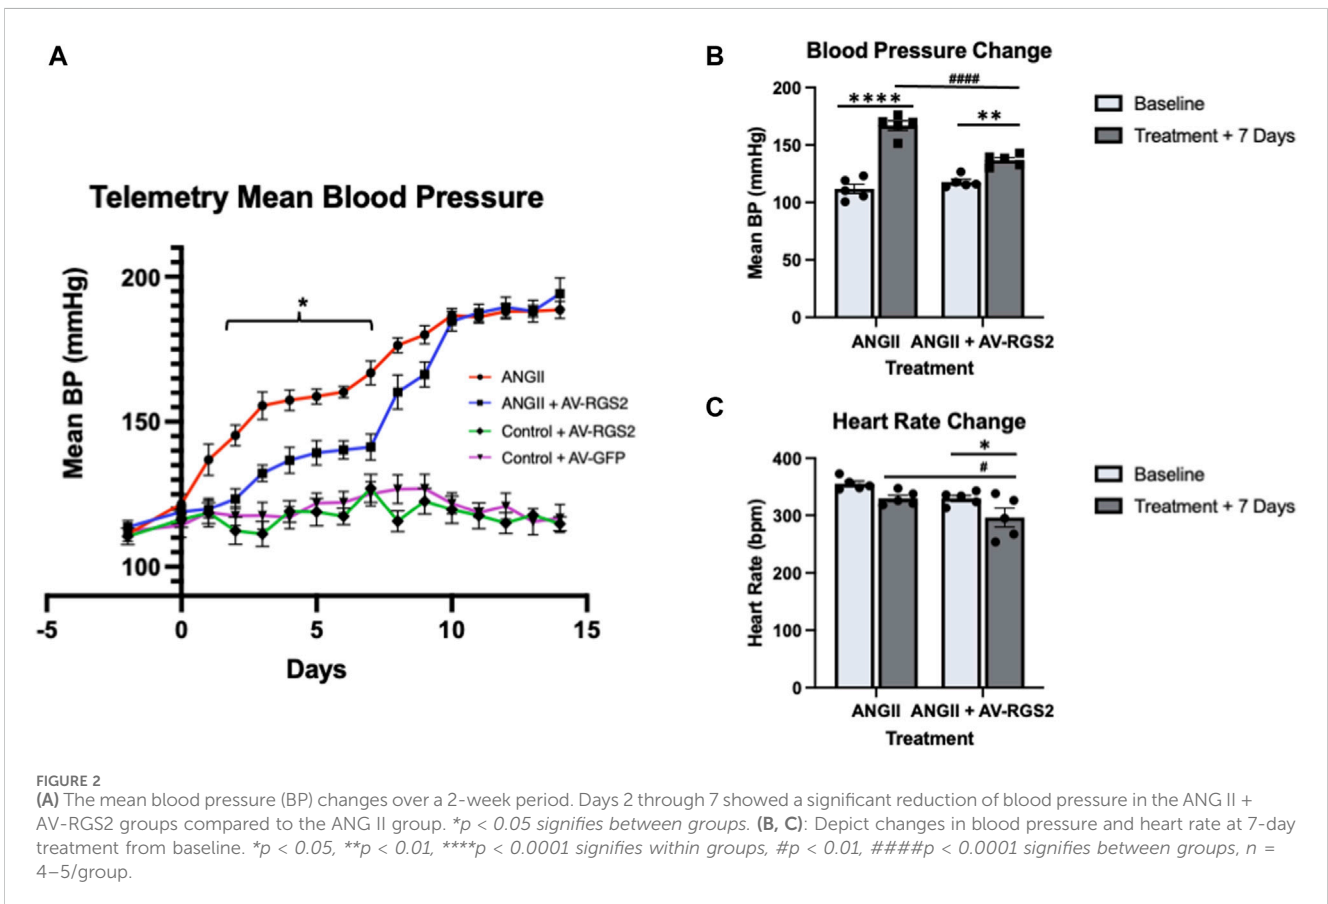 A
Telemetry Mean Blood Pressure
Mean BP (mmHg)
200
150
100
*
ANGII
ANGII + AV-RGS2
Control + AV-RGS2
Control + AV-GFP
-5 0 5 10 15
Days
B
Blood Pressure Change
Mean BP (mmHg)
200
150
100
50
0
####
****
**
Baseline
Treatment + 7 Days
ANGII ANGII + AV-RGS2
Treatment
C
Heart Rate Change
Heart Rate (bpm)
400
300
200
100
0
*
#
Baseline
Treatment + 7 Days
ANGII ANGII + AV-RGS2
Treatment
FIGURE 2
(A) The mean blood pressure (BP) changes over a 2-week period. Days 2 through 7 showed a significant reduction of blood pressure in the ANG II +
AV-RGS2 groups compared to the ANG II group. *p < 0.05 signifies between groups. (B, C): Depict changes in blood pressure and heart rate at 7-day
treatment from baseline. *p < 0.05, **p < 0.01, ****p < 0.0001 signifies within groups, #p < 0.01, ####p < 0.0001 signifies between groups, n =
4–5/group.